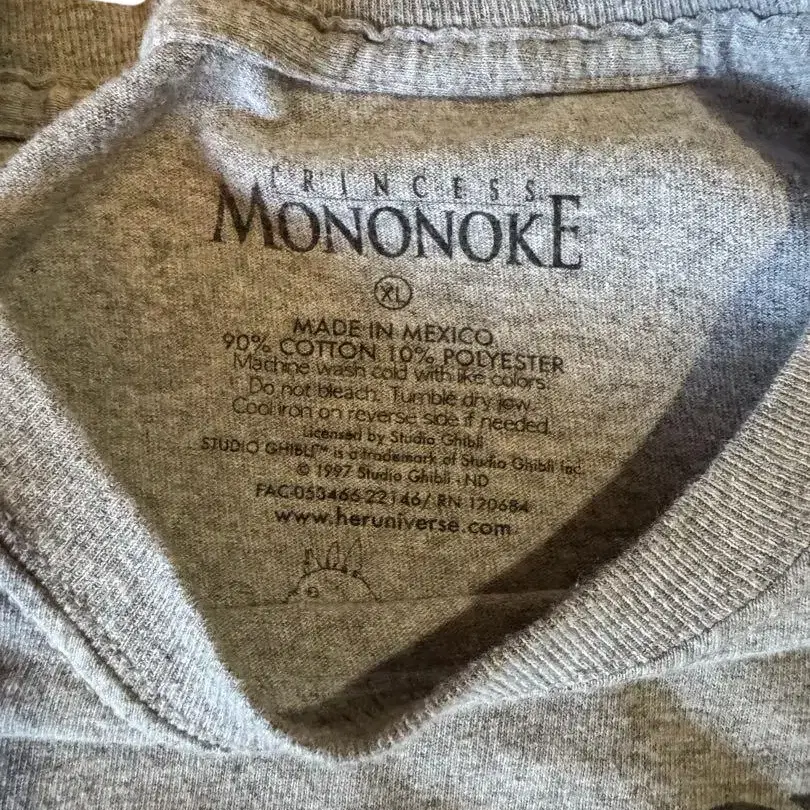 PRINCESS
MONONOKE
XL
MADE IN MEXICO
90% COTTON 10% POLYESTER
Machine wash cold with like colors.
Do not bleach. Tumble dry low.
Cool iron on reverse side if needed.
Licensed by Studio Ghibli
STUDIO GHIBLI™ is a trademark of Studio Ghibli Inc.
© 1997 Studio Ghibli · ND
FAC-053466-22146/ RN 120684
www.heruniverse.com